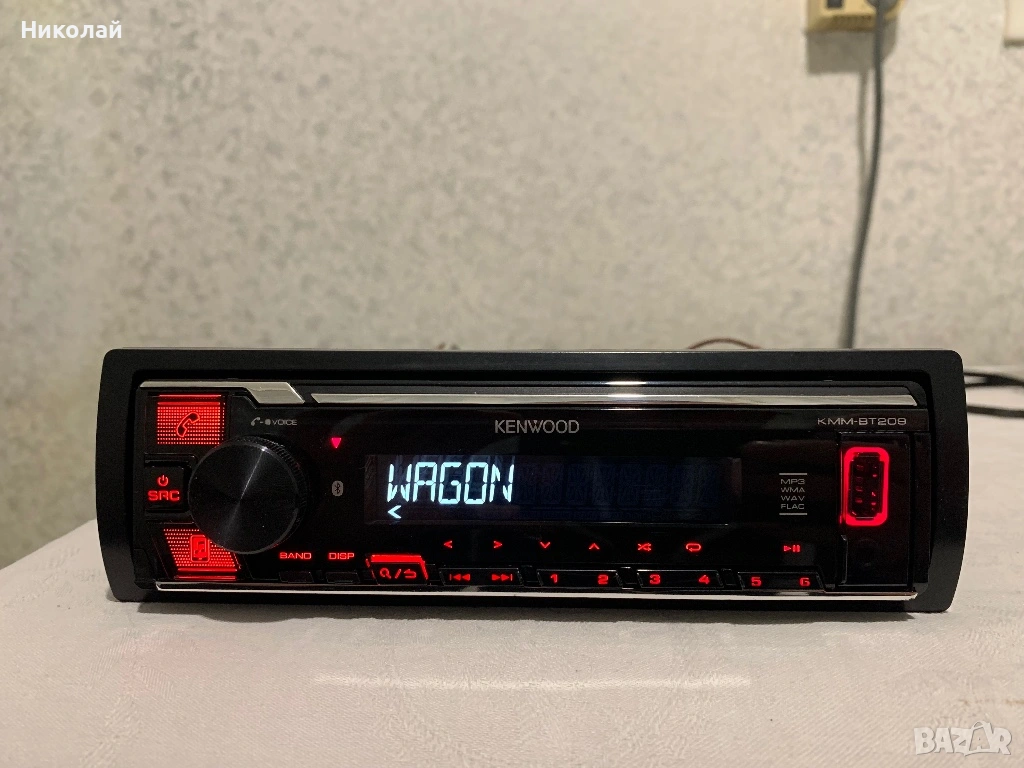 Николай
VOICE
KENWOOD
KMM-BT209
SRC
WAGON
<
MP3
WMA
WAV
FLAC
BAND DISP
1 2 3 4 5 6
BAZAR